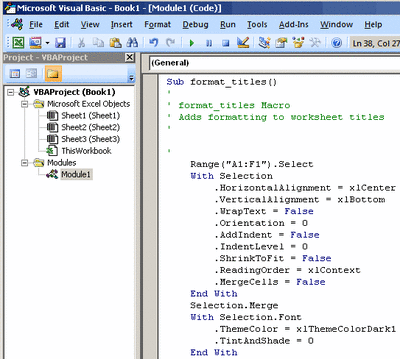 Microsoft Visual Basic - Book1 - [Module1 (Code)]
File Edit View Insert Format Debug Run Tools Add-Ins Window Help
Ln 38, Col 27
Project - VBAProject
(General)
VBAProject (Book1)
Microsoft Excel Objects
Sheet1 (Sheet1)
Sheet2 (Sheet2)
Sheet3 (Sheet3)
ThisWorkbook
Modules
Module1
Sub format_titles()
'
' format_titles Macro
' Adds formatting to worksheet titles
'
'
Range("A1:F1").Select
With Selection
.HorizontalAlignment = xlCenter
.VerticalAlignment = xlBottom
.WrapText = False
.Orientation = 0
.AddIndent = False
.IndentLevel = 0
.ShrinkToFit = False
.ReadingOrder = xlContext
.MergeCells = False
End With
Selection.Merge
With Selection.Font
.ThemeColor = xlThemeColorDark1
.TintAndShade = 0
End With